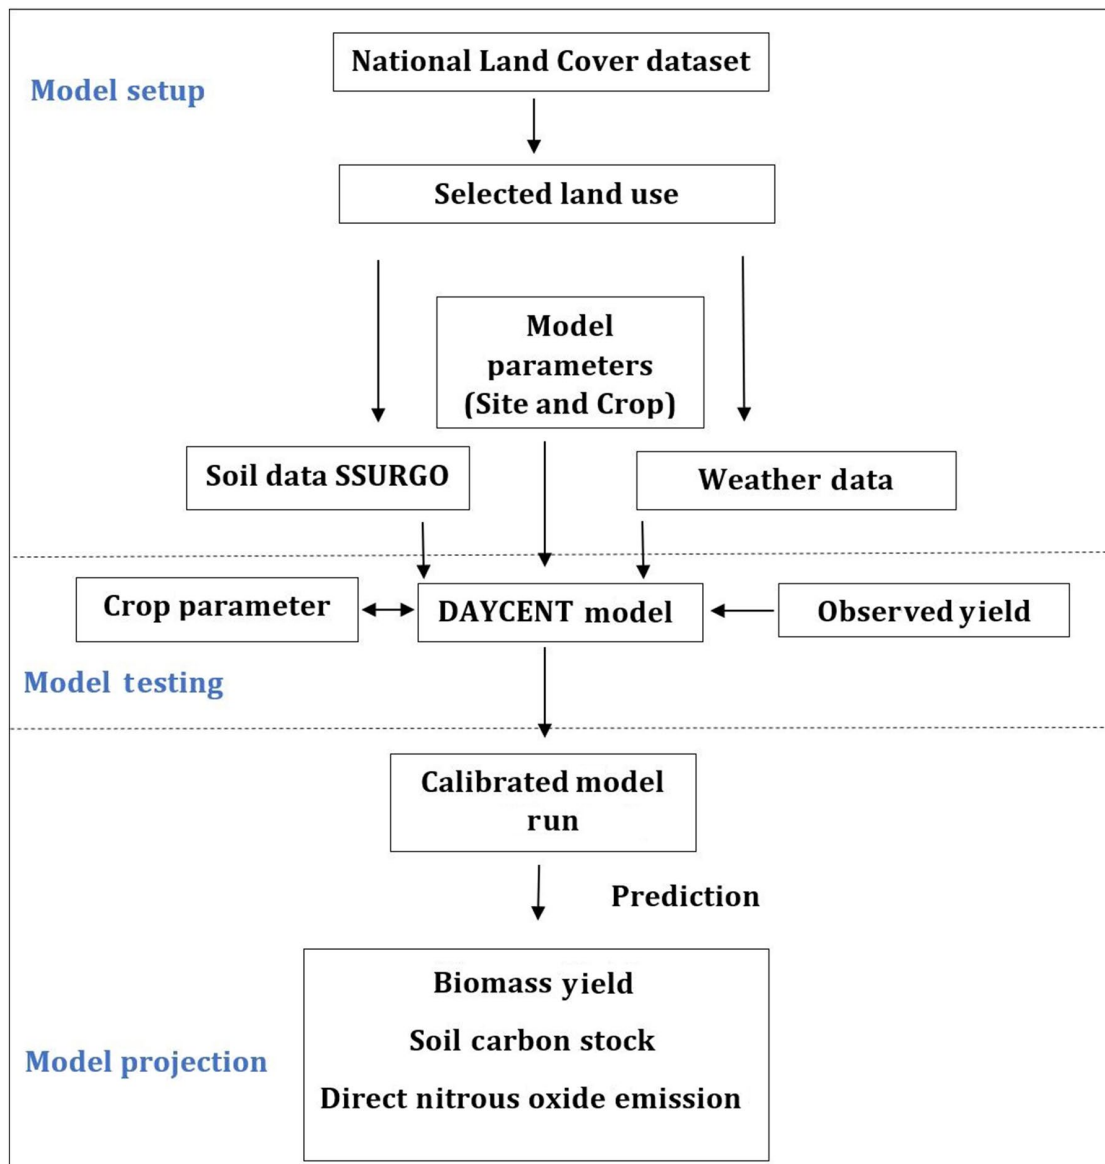 National Land Cover dataset
Model setup
Selected land use
Model
parameters
(Site and Crop)
Soil data SSURGO
Weather data
Crop parameter
DAYCENT model
Observed yield
Model testing
Calibrated model
run
Prediction
Biomass yield
Soil carbon stock
Model projection
Direct nitrous oxide emission